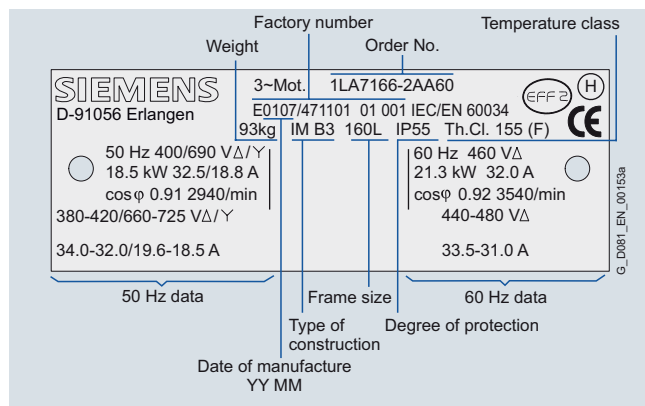 Factory number
Temperature class
Weight
Order No.
SIEMENS
D-91056 Erlangen
3~Mot. 1LA7166-2AA60
EFF2
H
E0107/471101 01 001 IEC/EN 60034
CE
93kg IM B3 160L IP55 Th.Cl. 155 (F)
50 Hz 400/690 VΔ/Y
18.5 kW 32.5/18.8 A
cosφ 0.91 2940/min
380-420/660-725 VΔ/Y
34.0-32.0/19.6-18.5 A
60 Hz 460 VΔ
21.3 kW 32.0 A
cosφ 0.92 3540/min
440-480 VΔ
33.5-31.0 A
G_D081_EN_00153a
50 Hz data
Frame size
60 Hz data
Type of
construction
Degree of protection
Date of manufacture
YY MM